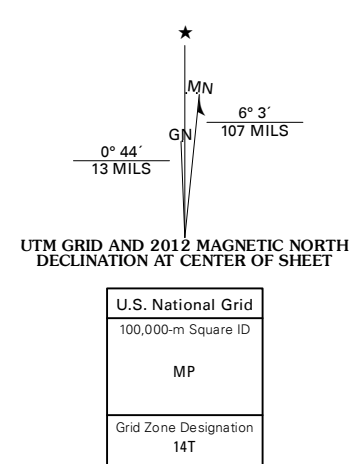 ★
MN
GN
6° 3´
107 MILS
0° 44´
13 MILS
UTM GRID AND 2012 MAGNETIC NORTH
DECLINATION AT CENTER OF SHEET
U.S. National Grid
100,000-m Square ID
MP
Grid Zone Designation
14T